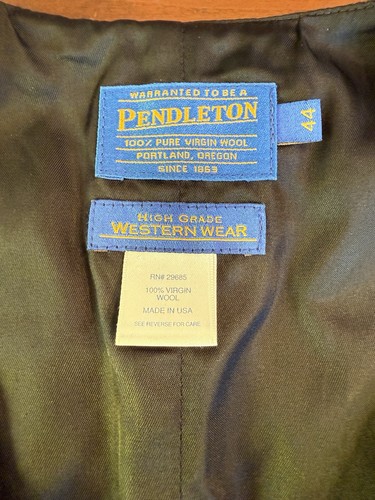 WARRANTED TO BE A
PENDLETON
100% PURE VIRGIN WOOL
PORTLAND, OREGON
SINCE 1863
44
HIGH GRADE
WESTERN WEAR
RN# 29685
100% VIRGIN
WOOL
MADE IN USA
SEE REVERSE FOR CARE